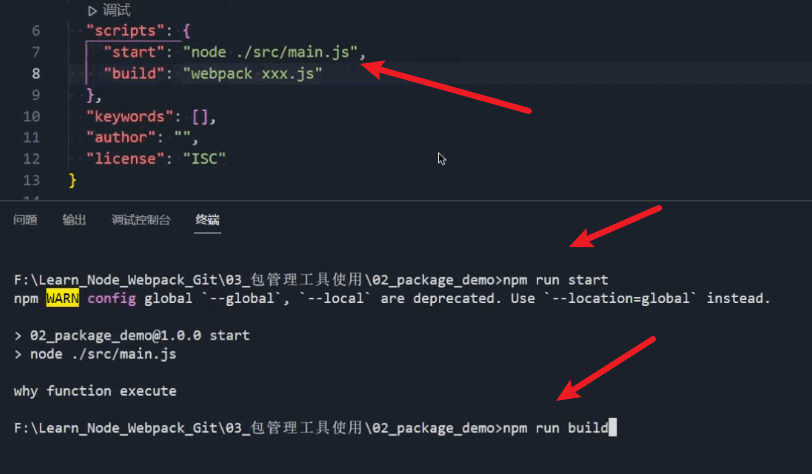 调试
6 "scripts": {
7 "start": "node ./src/main.js",
8 "build": "webpack xxx.js"
9 },
10 "keywords": [],
11 "author": "",
12 "license": "ISC"
13 }
问题 输出 调试控制台 终端
F:\Learn_Node_Webpack_Git\03_包管理工具使用\02_package_demo>npm run start
npm WARN config global `--global`, `--local` are deprecated. Use `--location=global` instead.
> 02_package_demo@1.0.0 start
> node ./src/main.js
why function execute
F:\Learn_Node_Webpack_Git\03_包管理工具使用\02_package_demo>npm run build